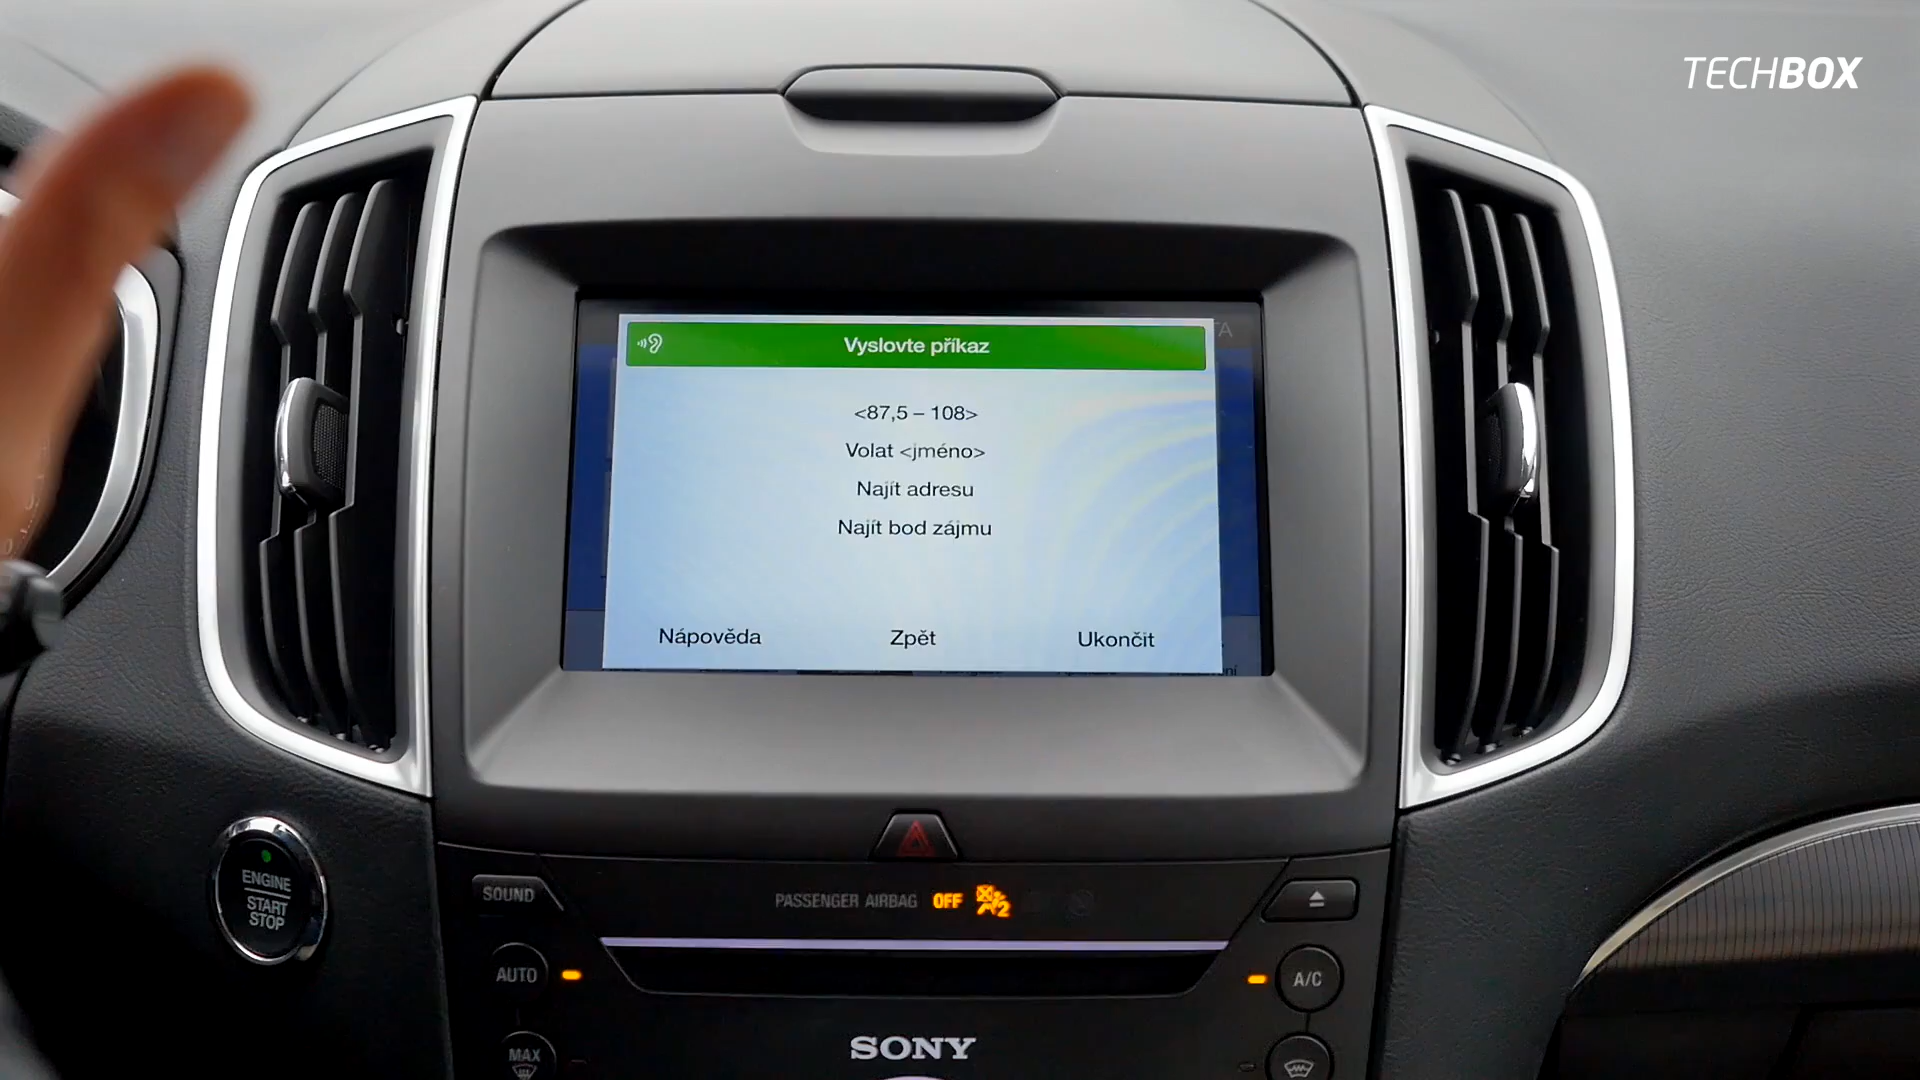 TECHBOX
Vyslovte příkaz
<87,5 – 108>
Volat <jméno>
Najít adresu
Najít bod zájmu
Nápověda Zpět Ukončit
ENGINE
START
STOP
SOUND
PASSENGER AIRBAG OFF 2
AUTO
A/C
MAX
SONY